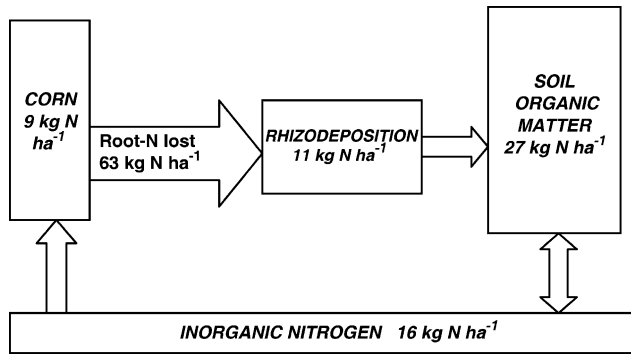 CORN
9 kg N
ha⁻¹
Root-N lost
63 kg N ha⁻¹
RHIZODEPOSITION
11 kg N ha⁻¹
SOIL
ORGANIC
MATTER
27 kg N ha⁻¹
INORGANIC NITROGEN 16 kg N ha⁻¹